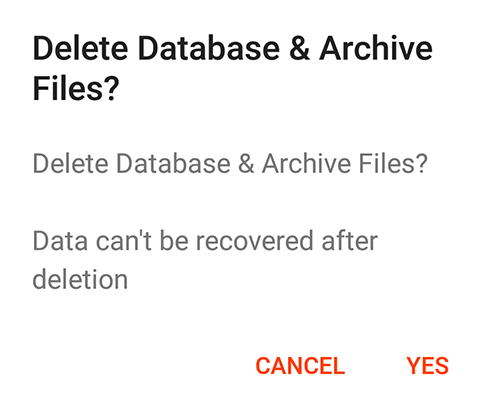 Delete Database & Archive
Files?
Delete Database & Archive Files?
Data can't be recovered after
deletion
CANCEL YES